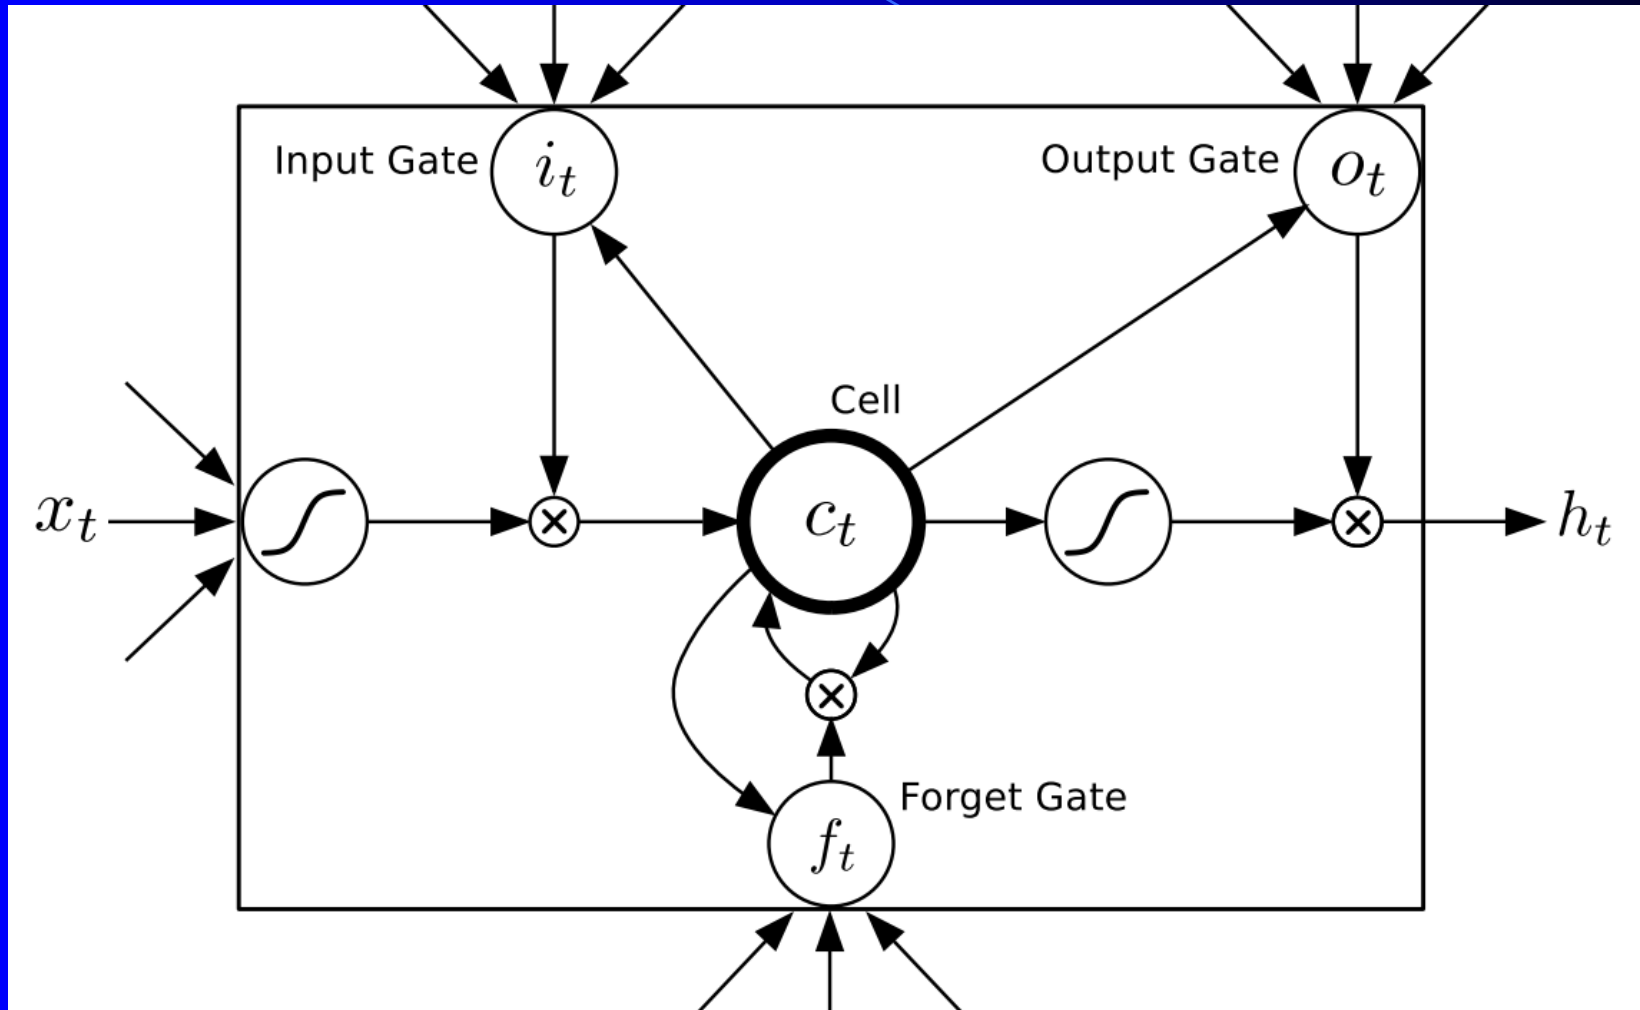 Input Gate
i_t
Output Gate
o_t
Cell
x_t
c_t
h_t
Forget Gate
f_t